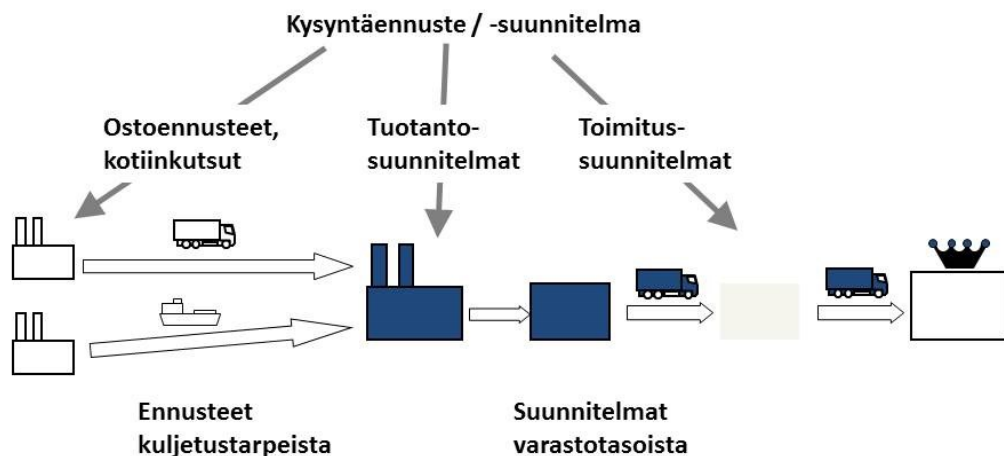 Kysyntäennuste / -suunnitelma
Ostoennusteet,
kotiinkutsut
Tuotanto-
suunnitelmat
Toimitus-
suunnitelmat
Ennusteet
kuljetustarpeista
Suunnitelmat
varastotasoista